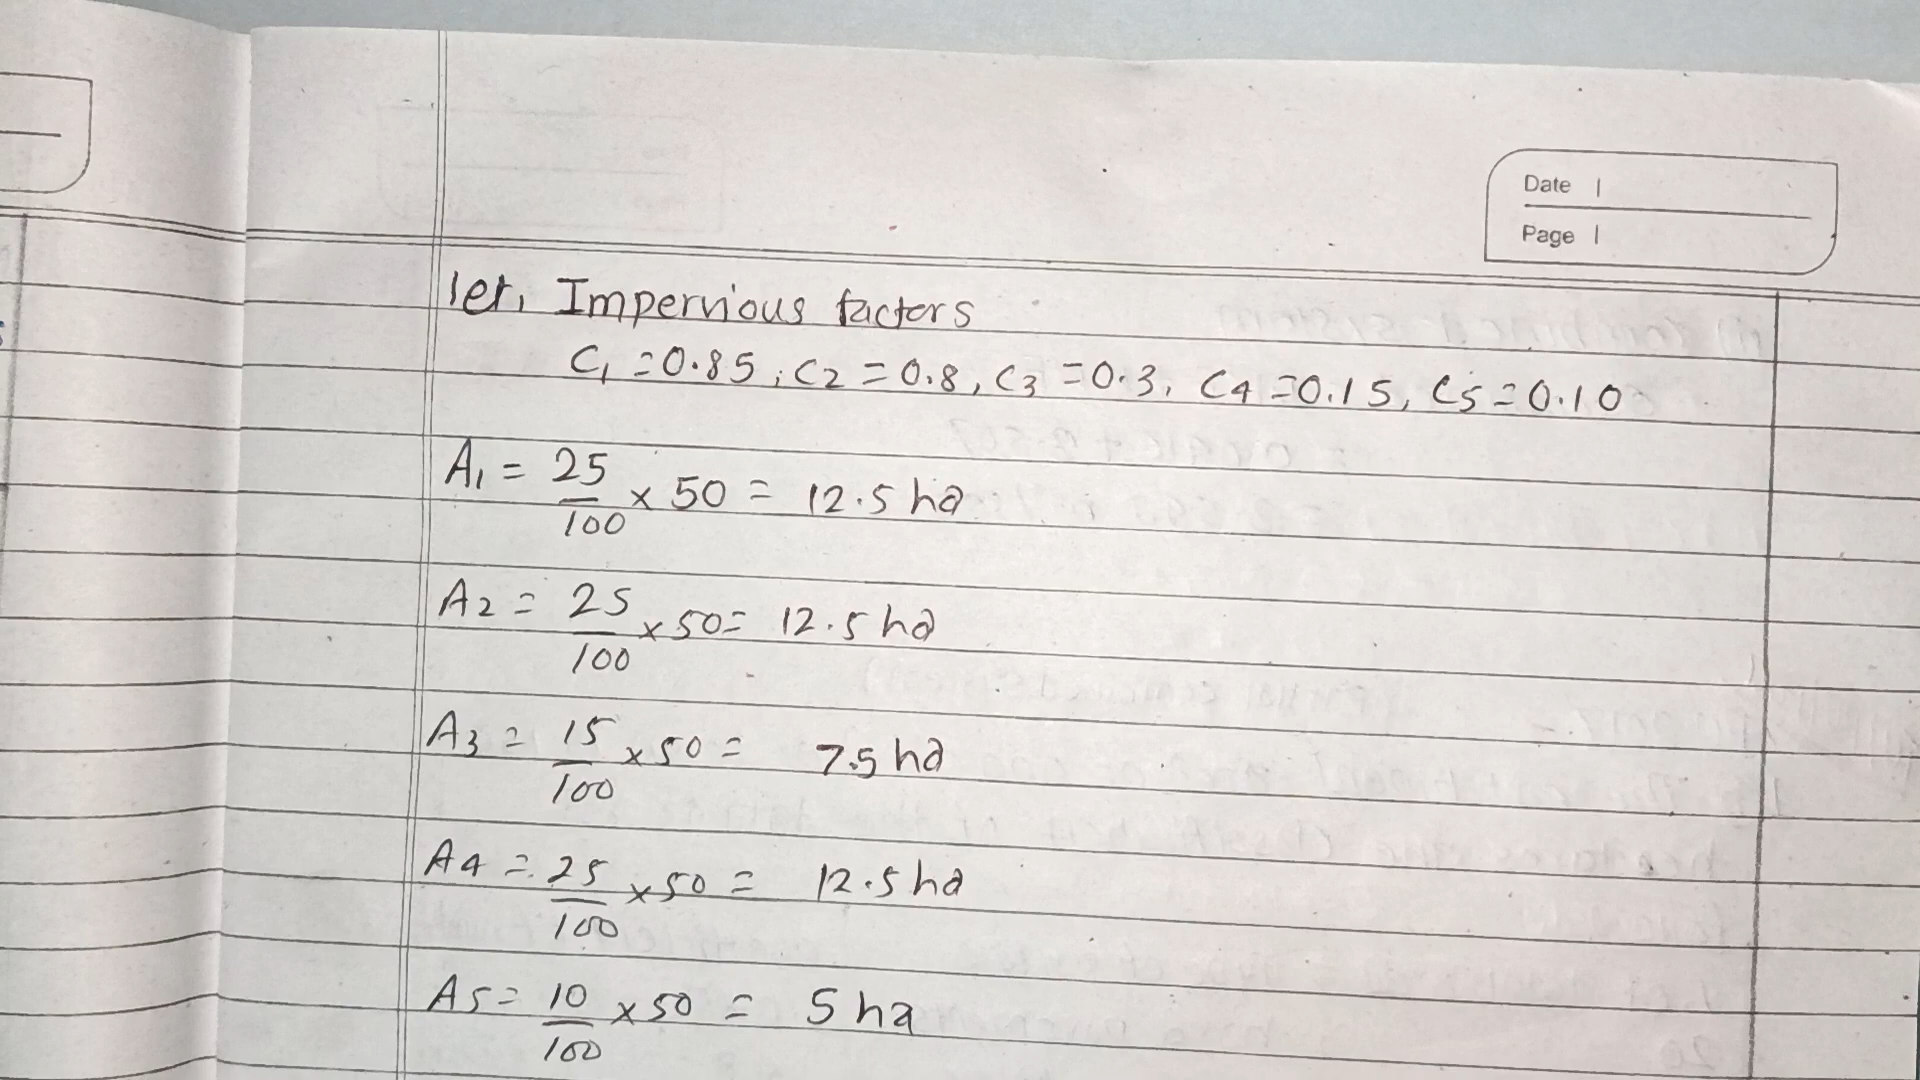 Date
Page
let, Impervious factors
C1 = 0.85, C2 = 0.8, C3 = 0.3, C4 = 0.15, C5 = 0.10
A1 = 25/100 x 50 = 12.5 ha
A2 = 25/100 x 50 = 12.5 ha
A3 = 15/100 x 50 = 7.5 ha
A4 = 25/100 x 50 = 12.5 ha
A5 = 10/100 x 50 = 5 ha